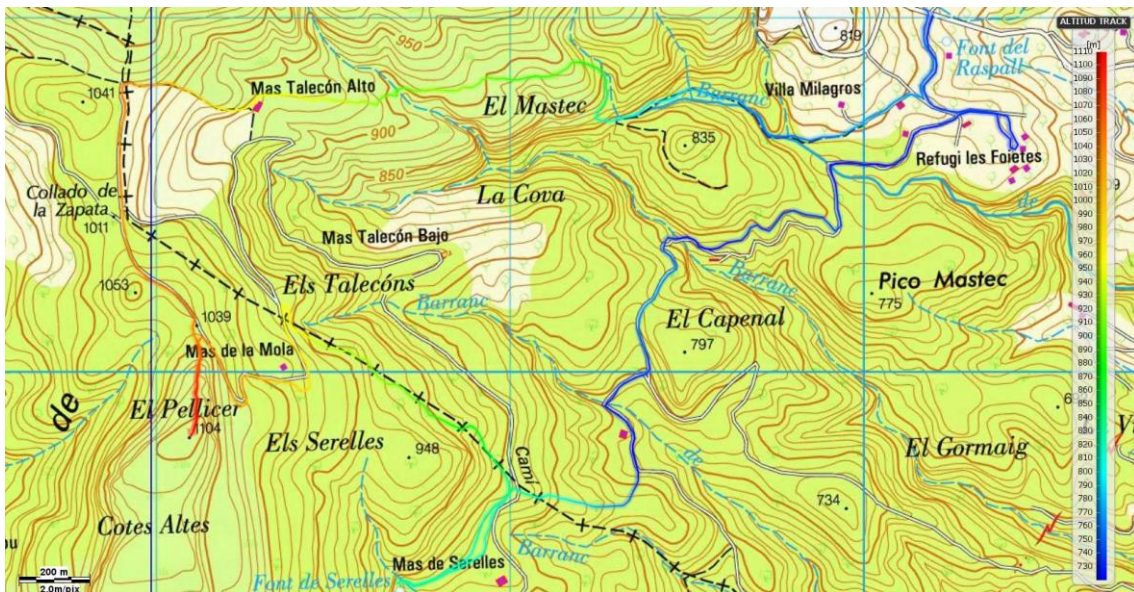 ALTITUD TRACK
[m]
1110
1100
1090
1080
1070
1060
1050
1040
1030
1020
1010
1000
990
980
970
960
950
940
930
920
910
900
890
880
870
860
850
840
830
820
810
800
790
780
770
760
750
740
730
950
819
Font del
Raspall
1041
Mas Talecón Alto
El Mastec
Barranc
Villa Milagros
900
835
Refugi les Foietes
850
La Cova
de
Collado de
la Zapata
1011
Mas Talecón Bajo
1053
Els Talecóns
Barranc
Barranc
Pico Mastec
775
1039
El Capenal
Mas de la Mola
797
de
El Pellicer
1104
Els Serelles
948
Camí
de
El Gormaig
734
Cotes Altes
Barranc
Mas de Serelles
Font de Serelles
200 m
2.0m/pix